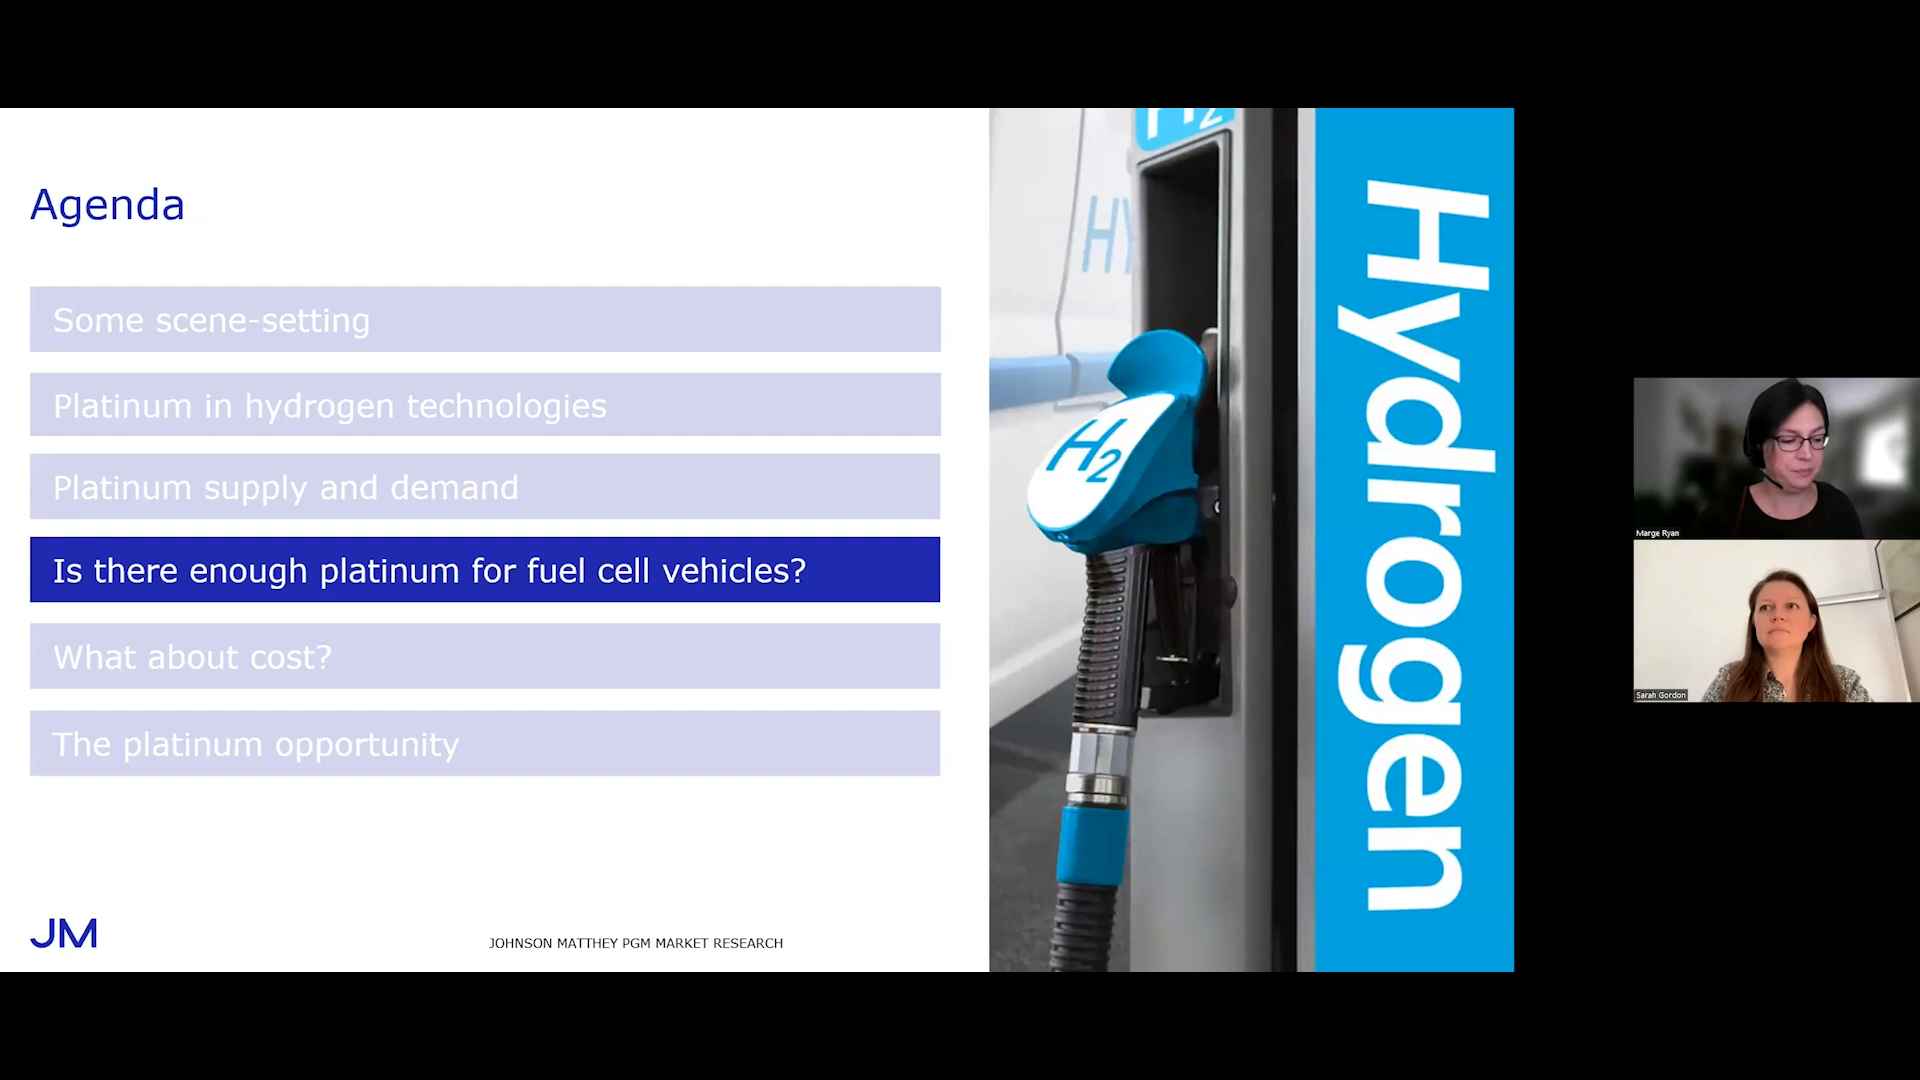 Agenda
Some scene-setting
Platinum in hydrogen technologies
Platinum supply and demand
Is there enough platinum for fuel cell vehicles?
What about cost?
The platinum opportunity
JM
JOHNSON MATTHEY PGM MARKET RESEARCH
H2
HY
H2
Hydrogen
Marge Ryan
Sarah Gordon